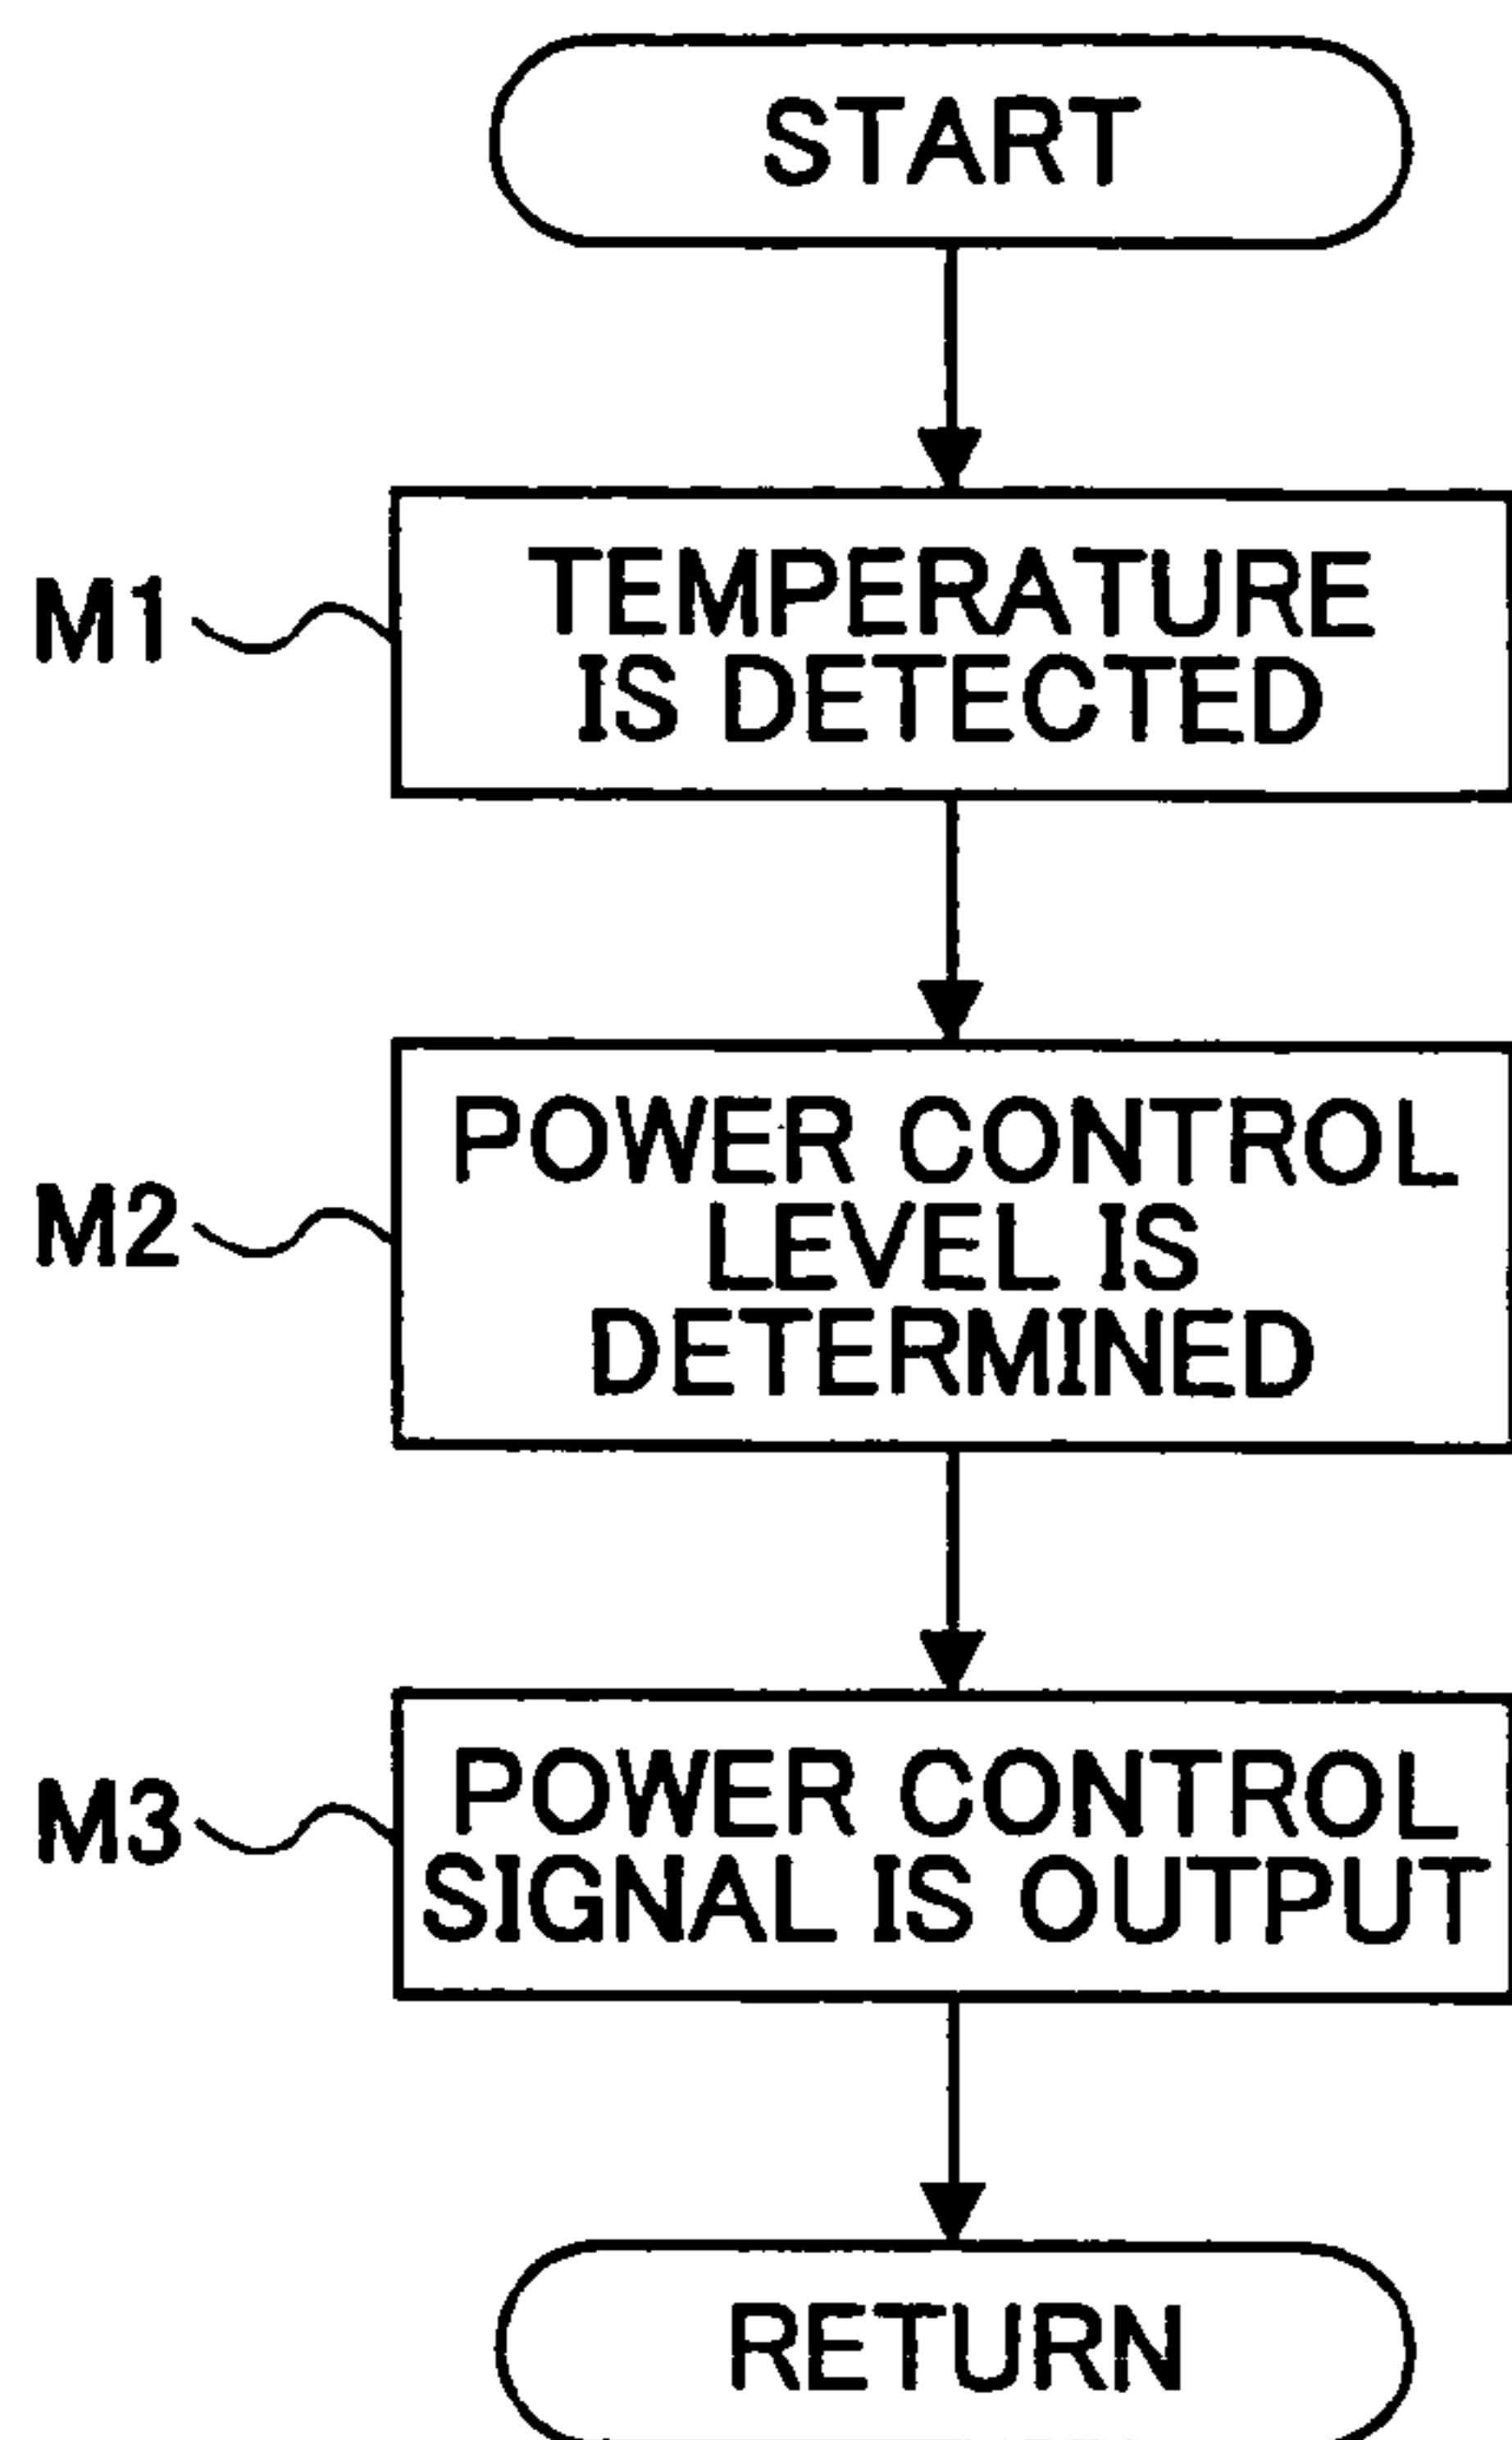 START
M1
TEMPERATURE
IS DETECTED
M2
POWER CONTROL
LEVEL IS
DETERMINED
M3
POWER CONTROL
SIGNAL IS OUTPUT
RETURN